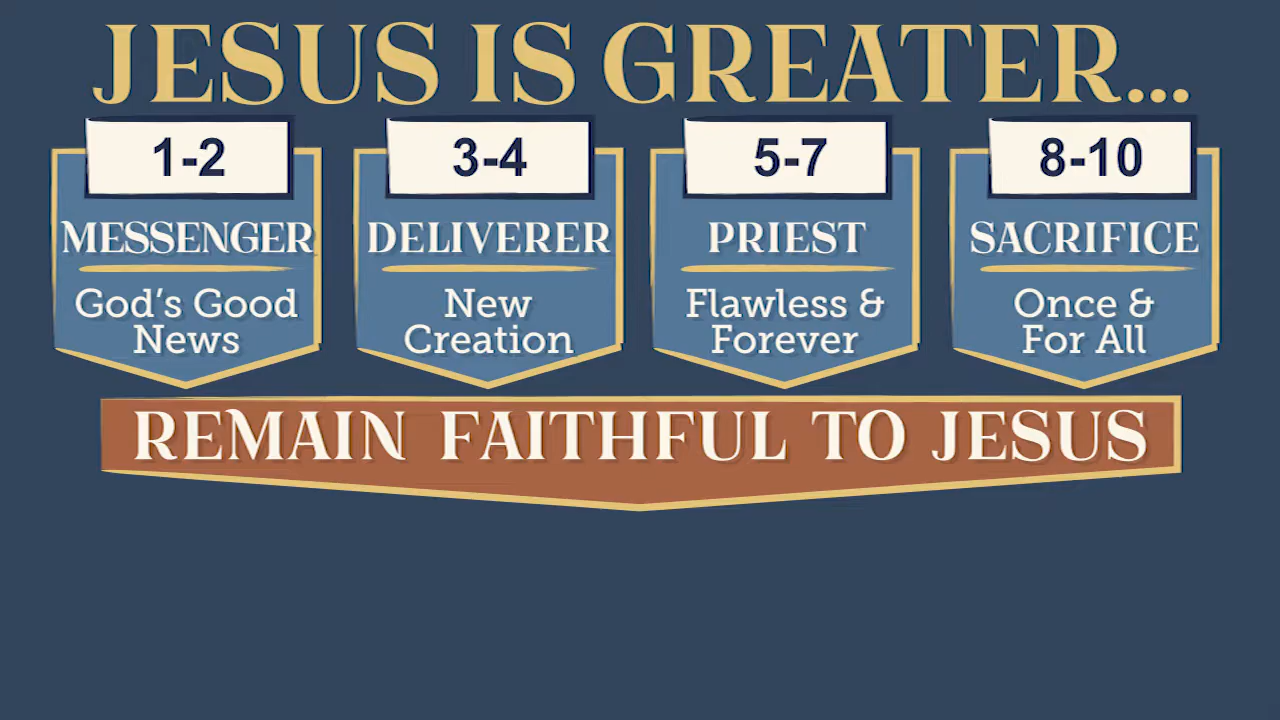 JESUS IS GREATER...
1-2
MESSENGER
God's Good
News
3-4
DELIVERER
New
Creation
5-7
PRIEST
Flawless &
Forever
8-10
SACRIFICE
Once &
For All
REMAIN FAITHFUL TO JESUS